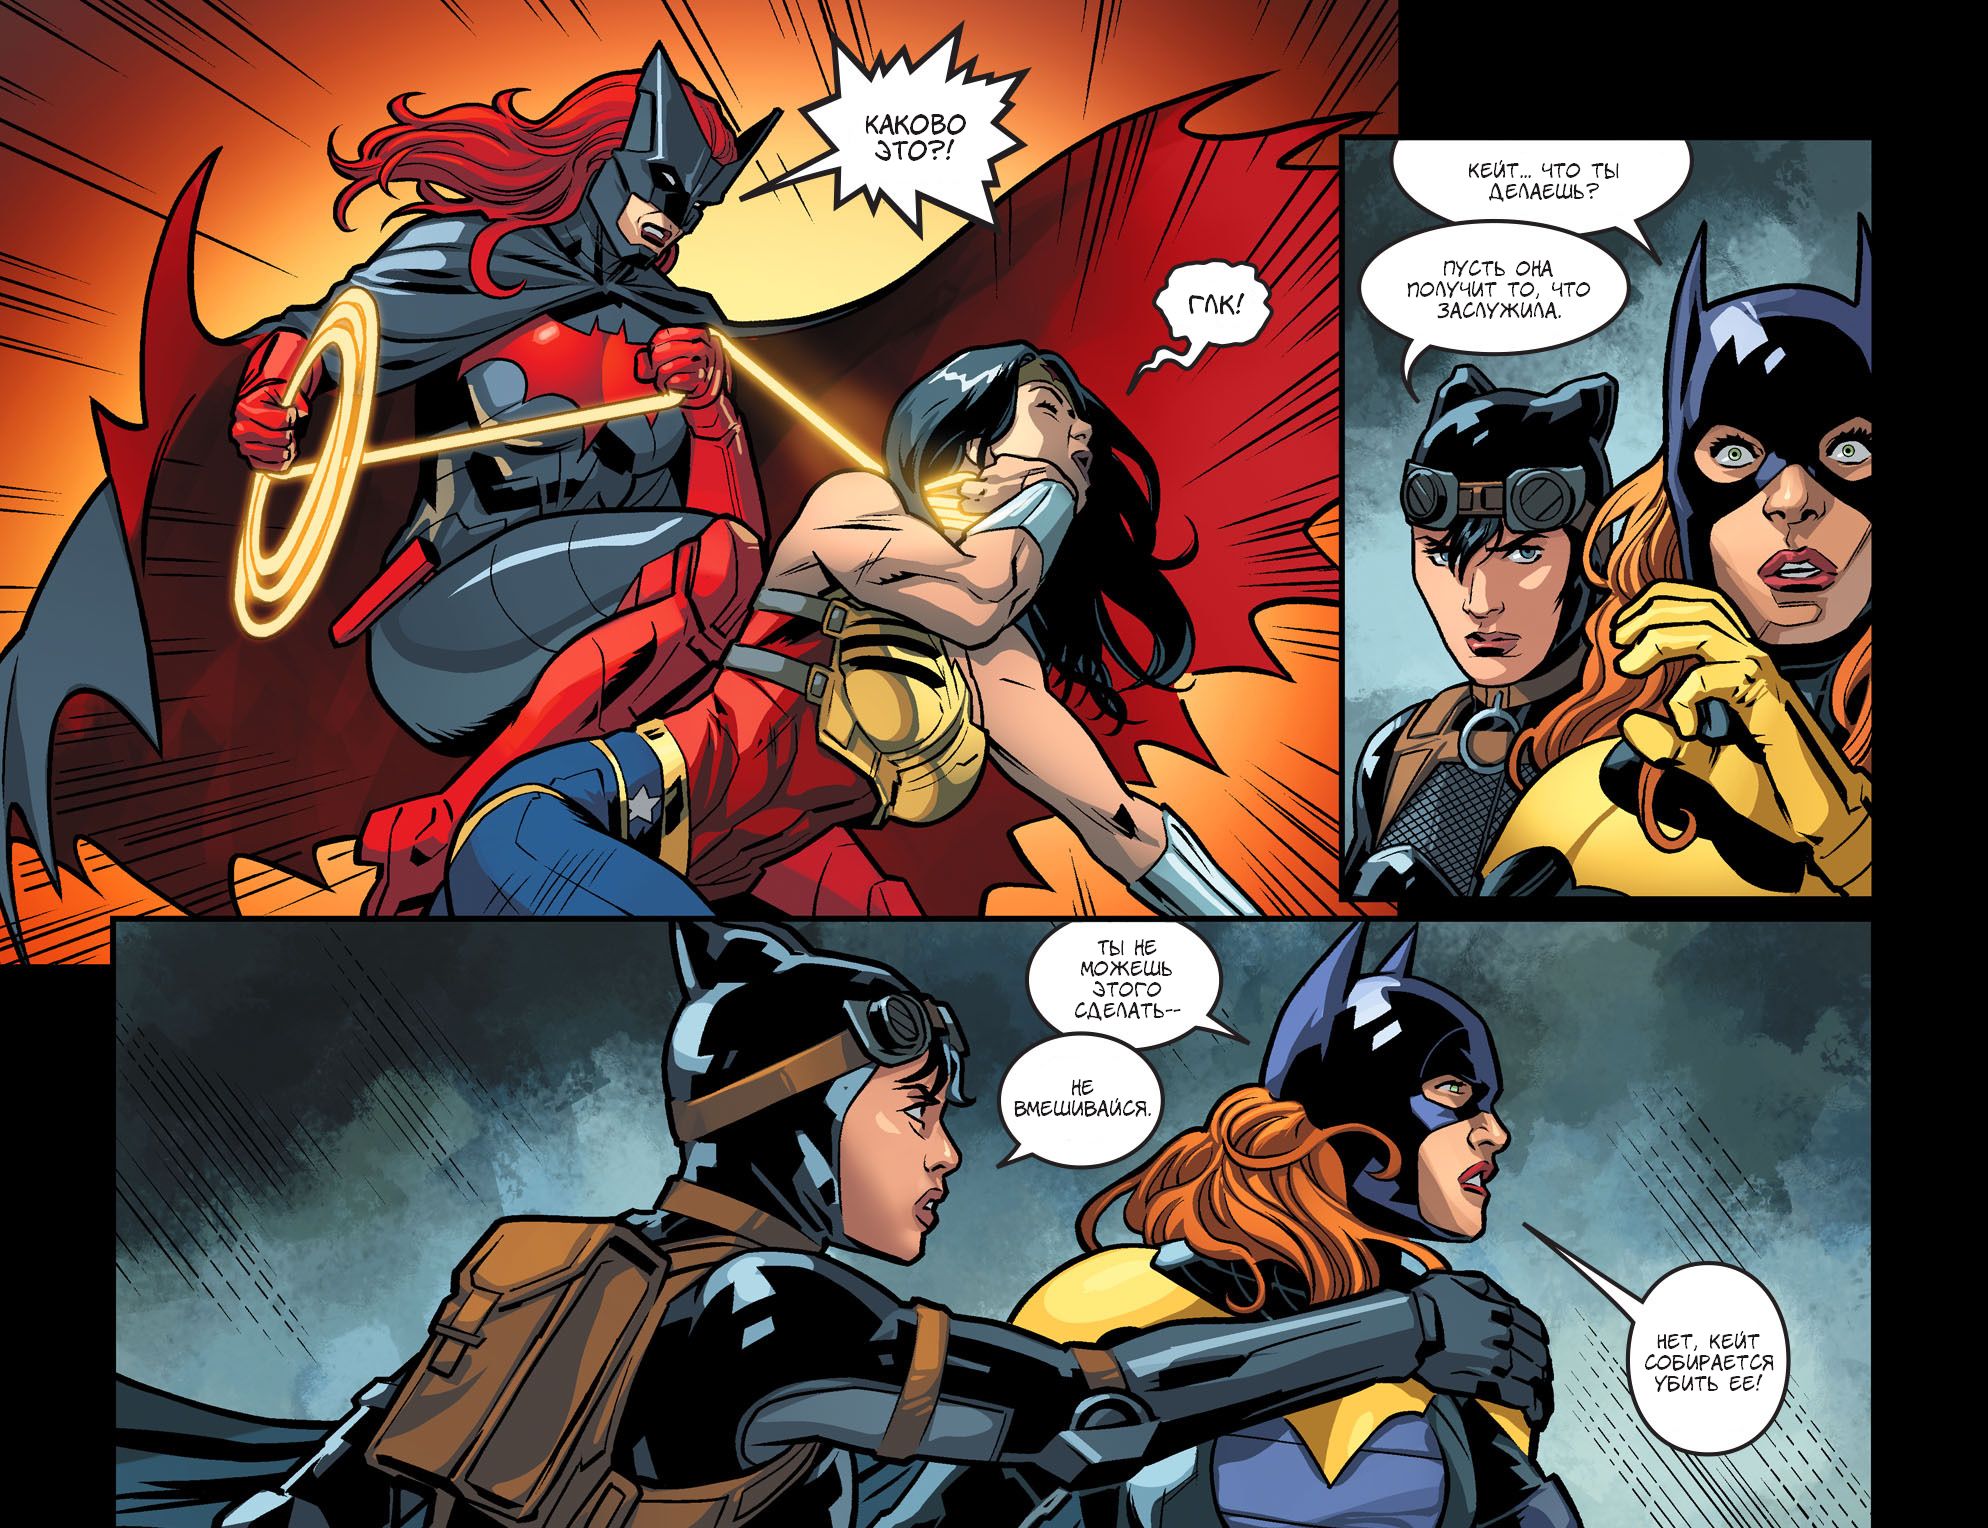 КАКОВО
ЭТО?!
ГЛК!
КЕЙТ... ЧТО ТЫ
ДЕЛАЕШЬ?
ПУСТЬ ОНА
ПОЛУЧИТ ТО, ЧТО
ЗАСЛУЖИЛА.
ТЫ НЕ
МОЖЕШЬ
ЭТОГО
СДЕЛАТЬ--
НЕ
ВМЕШИВАЙСЯ.
НЕТ, КЕЙТ
СОБИРАЕТСЯ
УБИТЬ ЕЕ!